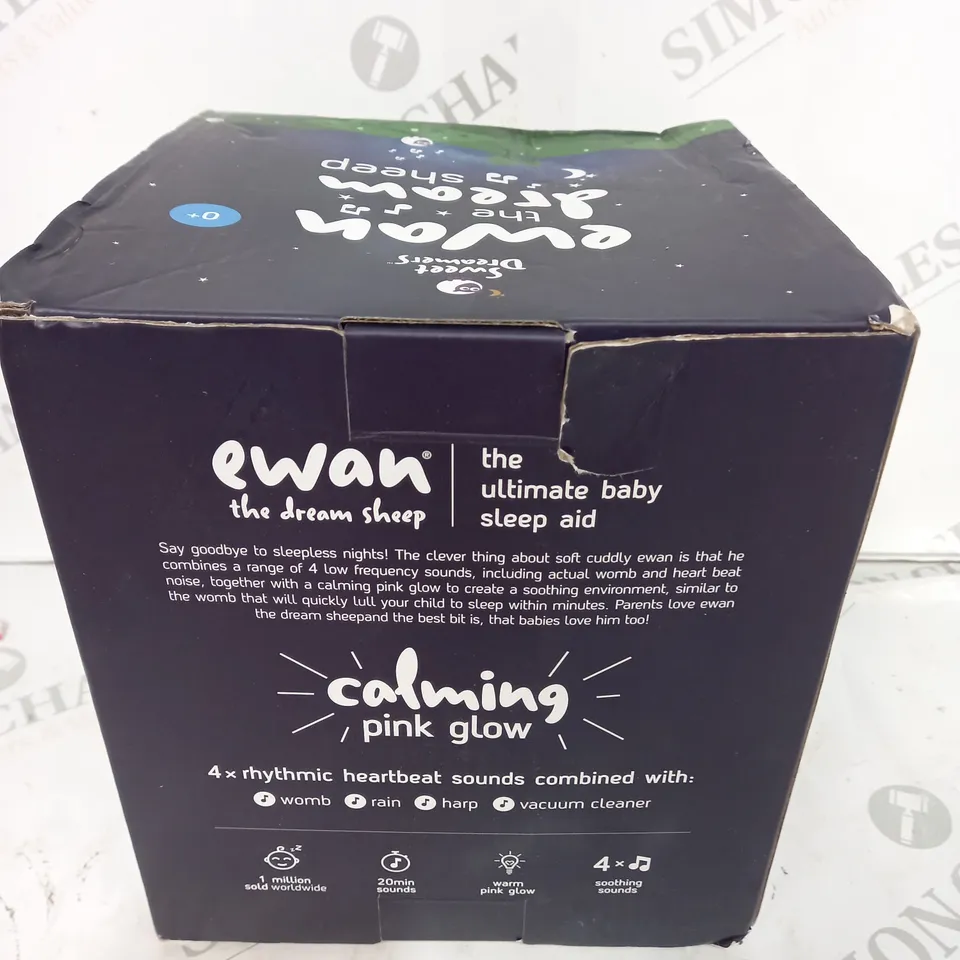 Sweet
Dreamers™
ewan
the
dream
sheep
0+
ewan®
the dream sheep
the
ultimate baby
sleep aid
Say goodbye to sleepless nights! The clever thing about soft cuddly ewan is that he
combines a range of 4 low frequency sounds, including actual womb and heart beat
noise, together with a calming pink glow to create a soothing environment, similar to
the womb that will quickly lull your child to sleep within minutes. Parents love ewan
the dream sheepand the best bit is, that babies love him too!
calming
pink glow
4x rhythmic heartbeat sounds combined with:
womb rain harp vacuum cleaner
1 million
sold worldwide
20min
sounds
warm
pink glow
4x
soothing
sounds